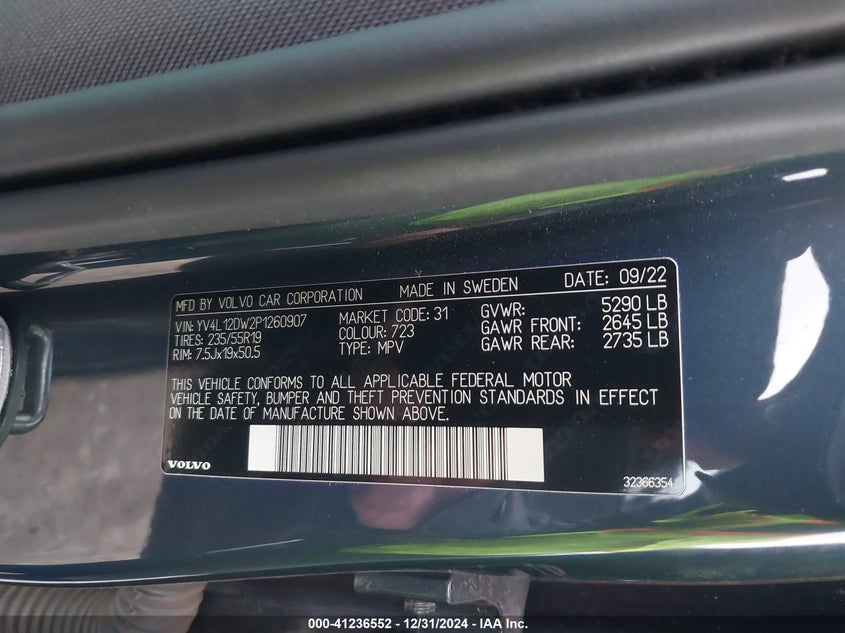 MFD BY VOLVO CAR CORPORATION MADE IN SWEDEN DATE: 09/22
VIN: YV4L12DW2P1260907 MARKET CODE: 31 GVWR: 5290 LB
TIRES: 235/55R19 COLOUR: 723 GAWR FRONT: 2645 LB
RIM: 7.5Jx19x50.5 TYPE: MPV GAWR REAR: 2735 LB
THIS VEHICLE CONFORMS TO ALL APPLICABLE FEDERAL MOTOR
VEHICLE SAFETY, BUMPER AND THEFT PREVENTION STANDARDS IN EFFECT
ON THE DATE OF MANUFACTURE SHOWN ABOVE.
VOLVO
32366354
000-41236552 - 12/31/2024 - IAA Inc.